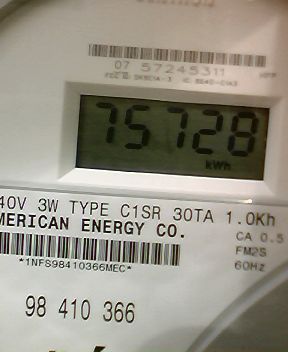 07 57245311
75728
kWh
40V 3W TYPE C1SR 30TA 1.0Kh
MERICAN ENERGY CO.
CA 0.5
FM2S
*1NFS98410366MEC*
60Hz
98 410 366